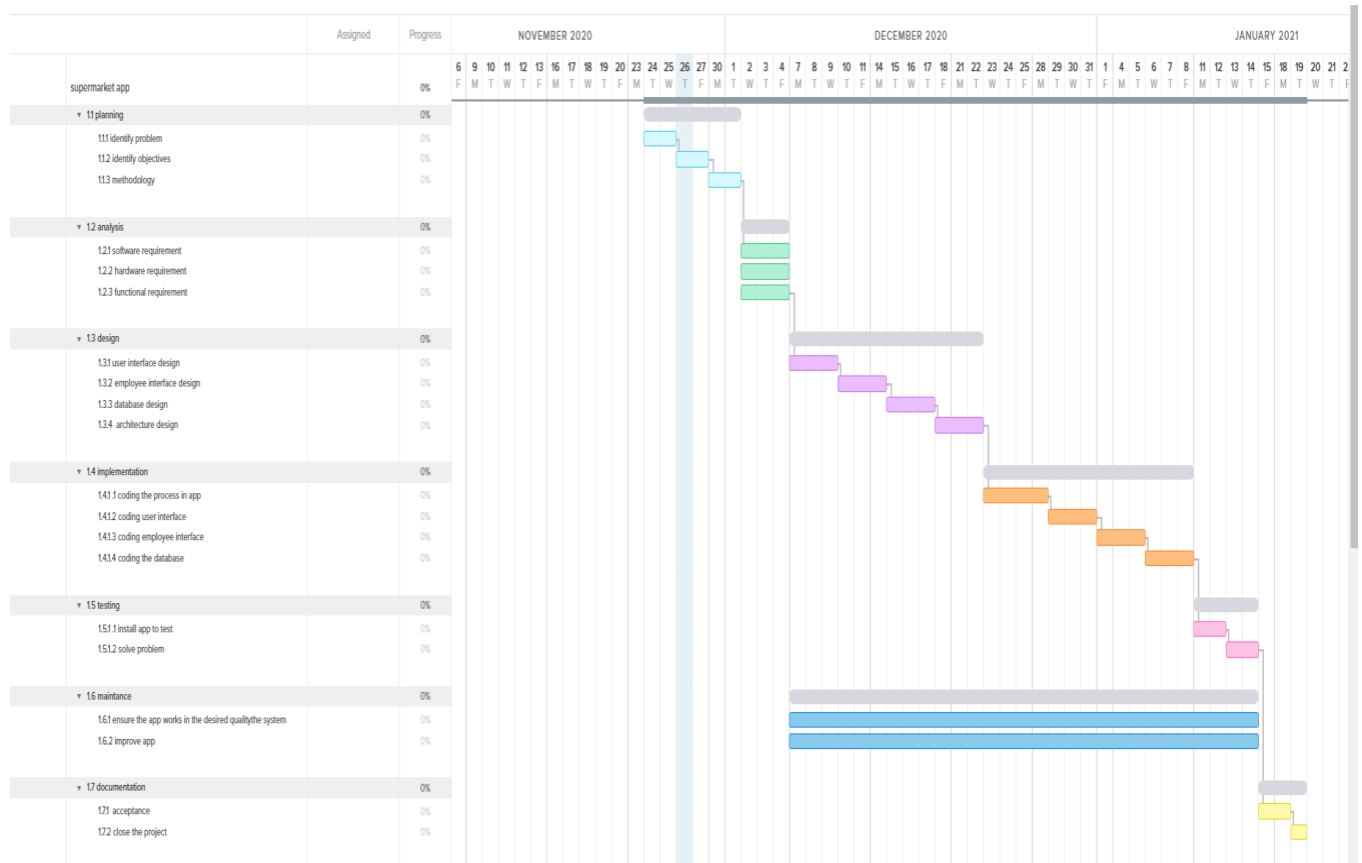 Assigned Progress NOVEMBER 2020 DECEMBER 2020 JANUARY 2021
6 9 10 11 12 13 16 17 18 19 20 23 24 25 26 27 30 1 2 3 4 7 8 9 10 11 14 15 16 17 18 21 22 23 24 25 28 29 30 31 1 4 5 6 7 8 11 12 13 14 15 18 19 20 21
F M T W T F M T W T F M T W T F M T W T F M T W T F M T W T F M T W T F M T W T F M T W T F M T W T F M T W T F
supermarket app 0%
▼ 1.1 planning 0%
1.1.1 identify problem 0%
1.1.2 identify objectives 0%
1.1.3 methodology 0%
▼ 1.2 analysis 0%
1.2.1 software requirement 0%
1.2.2 hardware requirement 0%
1.2.3 functional requirement 0%
▼ 1.3 design 0%
1.3.1 user interface design 0%
1.3.2 employee interface design 0%
1.3.3 database design 0%
1.3.4 architecture design 0%
▼ 1.4 implementation 0%
1.4.1.1 coding the process in app 0%
1.4.1.2 coding user interface 0%
1.4.1.3 coding employee interface 0%
1.4.1.4 coding the database 0%
▼ 1.5 testing 0%
1.5.1.1 install app to test 0%
1.5.1.2 solve problem 0%
▼ 1.6 maintance 0%
1.6.1 ensure the app works in the desired qualitythe system 0%
1.6.2 improve app 0%
▼ 1.7 documentation 0%
1.7.1 acceptance 0%
1.7.2 close the project 0%